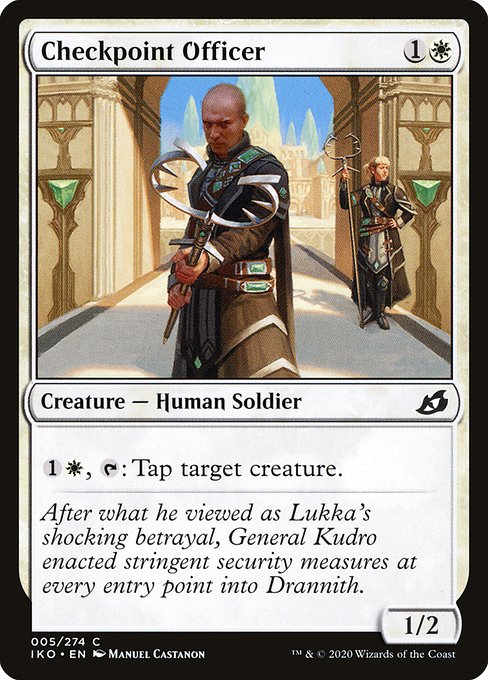 Checkpoint Officer 1
Creature — Human Soldier
1 , : Tap target creature.
After what he viewed as Lukka's
shocking betrayal, General Kudro
enacted stringent security measures at
every entry point into Drannith.
1/2
005/274 C
IKO • EN Manuel Castanon
™ & © 2020 Wizards of the Coast